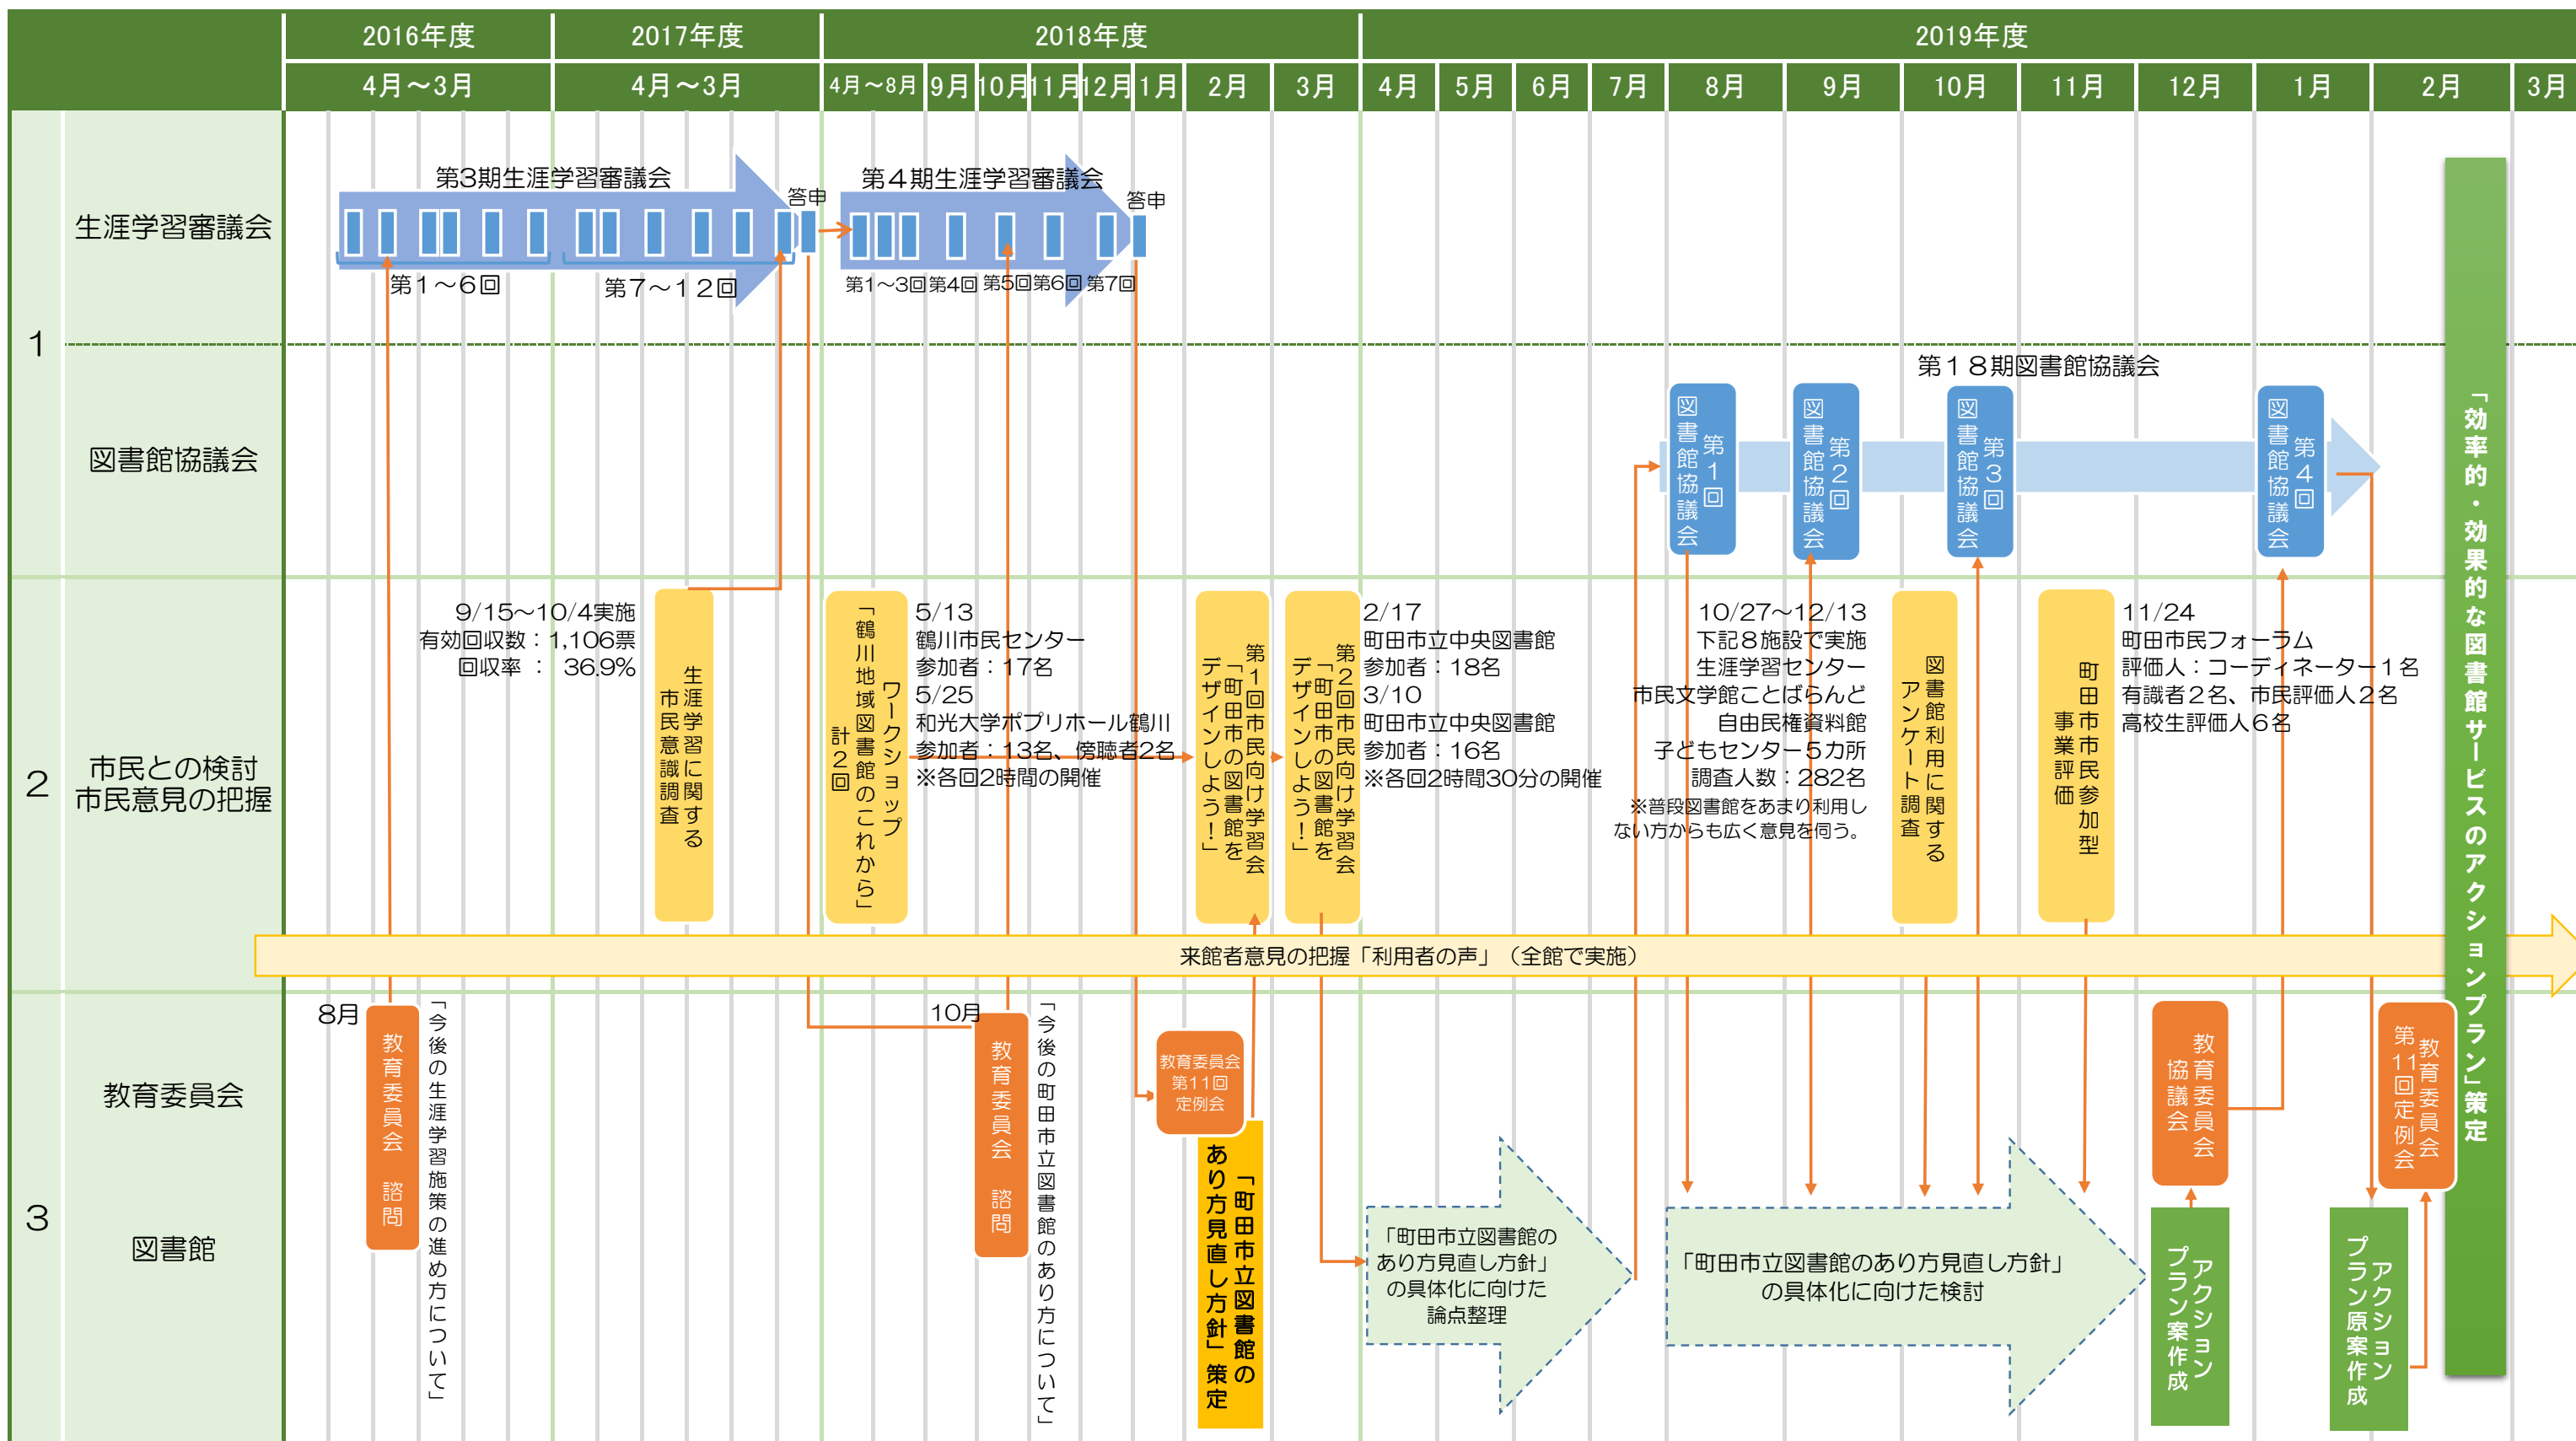 2016年度
2017年度
2018年度
2019年度
4月～3月
4月～3月
4月～8月
9月
10月
11月
12月
1月
2月
3月
4月
5月
6月
7月
8月
9月
10月
11月
12月
1月
2月
3月
1
生涯学習審議会
第3期生涯学習審議会
答申
第1～6回
第7～12回
第4期生涯学習審議会
答申
第1～3回
第4回
第5回
第6回
第7回
図書館協議会
第18期図書館協議会
第1回
図書館協議会
第2回
図書館協議会
第3回
図書館協議会
第4回
図書館協議会
2
市民との検討
市民意見の把握
9/15～10/4実施
有効回収数：1,106票
回収率 ： 36.9%
生涯学習に関する
市民意識調査
ワークショップ
「鶴川地域図書館のこれから」
計2回
5/13
鶴川市民センター
参加者：17名
5/25
和光大学ポプリホール鶴川
参加者：13名、傍聴者2名
※各回2時間の開催
第1回市民向け学習会
「町田市の図書館を
デザインしよう！」
第2回市民向け学習会
「町田市の図書館を
デザインしよう！」
2/17
町田市立中央図書館
参加者：18名
3/10
町田市立中央図書館
参加者：16名
※各回2時間30分の開催
10/27～12/13
下記8施設で実施
生涯学習センター
市民文学館ことばらんど
自由民権資料館
子どもセンター5カ所
調査人数：282名
※普段図書館をあまり利用し
ない方からも広く意見を伺う。
図書館利用に関する
アンケート調査
町田市市民参加型
事業評価
11/24
町田市民フォーラム
評価人：コーディネーター1名
有識者2名、市民評価人2名
高校生評価人6名
来館者意見の把握「利用者の声」（全館で実施）
3
教育委員会
図書館
8月
教育委員会 諮問
「今後の生涯学習施策の進め方について」
10月
教育委員会 諮問
「今後の町田市立図書館のあり方について」
教育委員会
第11回
定例会
「町田市立図書館の
あり方見直し方針」策定
「町田市立図書館の
あり方見直し方針」
の具体化に向けた
論点整理
「町田市立図書館のあり方見直し方針」
の具体化に向けた検討
教育委員会
協議会
アクション
プラン案作成
教育委員会
第11回定例会
アクション
プラン原案作成
「効率的・効果的な図書館サービスのアクションプラン」策定